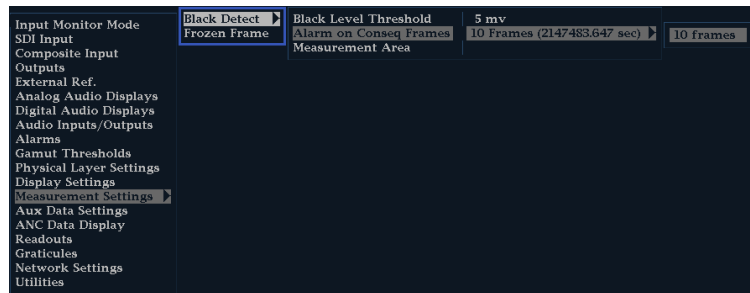 Input Monitor Mode
SDI Input
Composite Input
Outputs
External Ref.
Analog Audio Displays
Digital Audio Displays
Audio Inputs/Outputs
Alarms
Gamut Thresholds
Physical Layer Settings
Display Settings
Measurement Settings
Aux Data Settings
ANC Data Display
Readouts
Graticules
Network Settings
Utilities
Black Detect
Frozen Frame
Black Level Threshold 5 mv
Alarm on Conseq Frames 10 Frames (2147483.647 sec)
Measurement Area
10 frames